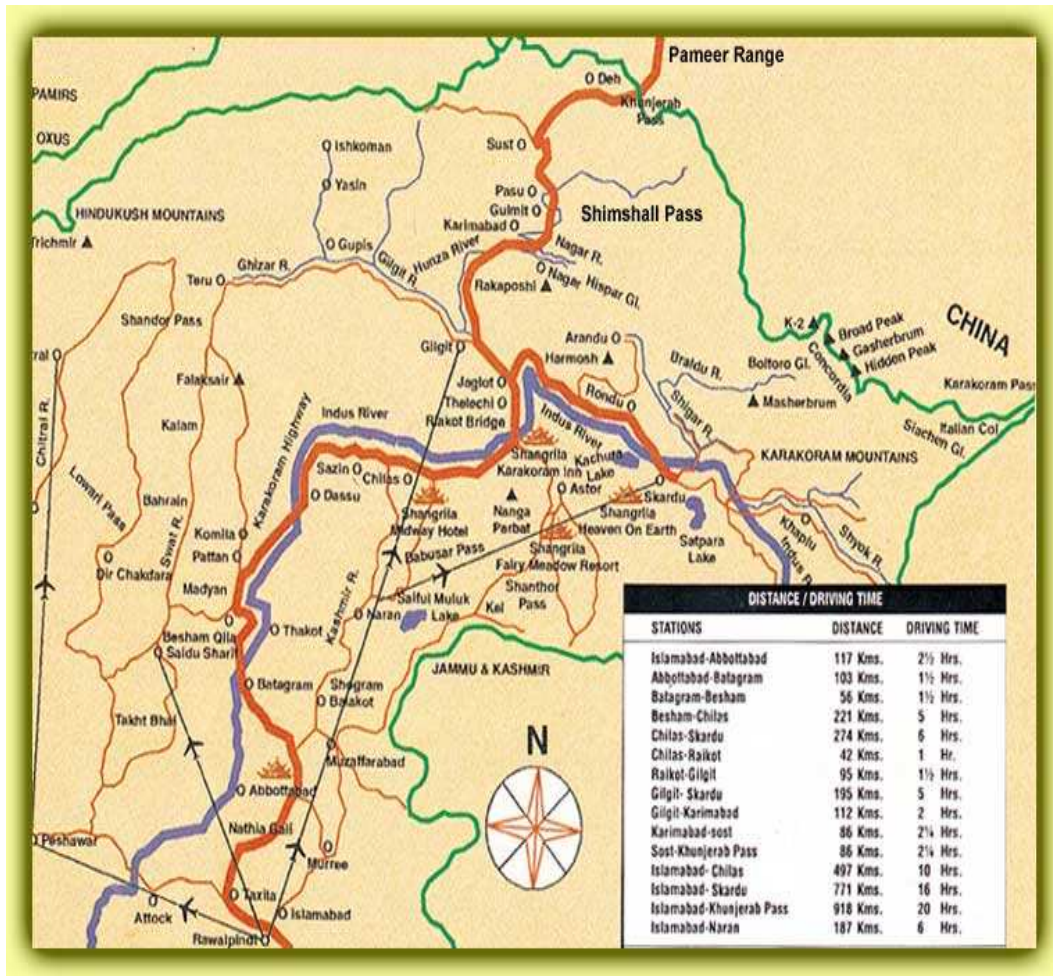 Pameer Range
Deh
PAMIRS
Khunjerab
Pass
OXUS
Sust
Ishkoman
Yasin
Pasu
Gulmit
Shimshall Pass
HINDUKUSH MOUNTAINS
Karimabad
Trichmir
Gupis
Hunza River
Nagar R.
Ghizar R.
Gilgit R.
Nagar
Hispar Gl.
Teru
Rakaposhi
Shandor Pass
K-2
Broad Peak
CHINA
Gasherbrum
Hidden Peak
Concordia
Arandu
Gilgit
Harmosh
Uraldu R.
Boltoro Gl.
Karakoram Pass
Falaksair
Jaglot
Rondu
Masherbrum
Thelechi
Raikot Bridge
Chitral R.
Kalam
Indus River
Indus River
Shigar R.
Italian Col
Siachen Gl.
Karakoram Highway
Shangrila
Karakoram Inn
Kachura
Lake
KARAKORAM MOUNTAINS
Sazin
Chilas
Lowari Pass
Bahrain
Dassu
Astor
Skardu
Shangrila
Midway Hotel
Nanga
Parbat
Shangrila
Heaven On Earth
Swat R.
Komila
Satpara
Lake
Khaplu
Shyok R.
Indus R.
Pattan
Babusar Pass
Shangrila
Fairy Meadow Resort
Dir Chakdara
Madyan
Kashmir R.
Saiful Muluk
Lake
Naran
Kel
Shanthor
Pass
Besham Qila
Thakot
Saidu Sharif
JAMMU & KASHMIR
Batagram
Shogram
Balakot
Takht Bhai
N
Muzaffarabad
Abbottabad
Nathia Gali
Peshawar
Murree
Taxila
Attock
Islamabad
Rawalpindi
DISTANCE / DRIVING TIME
STATIONS DISTANCE DRIVING TIME
Islamabad-Abbottabad 117 Kms. 2½ Hrs.
Abbottabad-Batagram 103 Kms. 1½ Hrs.
Batagram-Besham 56 Kms. 1½ Hrs.
Besham-Chilas 221 Kms. 5 Hrs.
Chilas-Skardu 274 Kms. 6 Hrs.
Chilas-Raikot 42 Kms. 1 Hr.
Raikot-Gilgit 95 Kms. 1½ Hrs.
Gilgit- Skardu 195 Kms. 5 Hrs.
Gilgit-Karimabad 112 Kms. 2 Hrs.
Karimabad-sost 86 Kms. 2¼ Hrs.
Sost-Khunjerab Pass 86 Kms. 2¼ Hrs.
Islamabad- Chilas 497 Kms. 10 Hrs.
Islamabad- Skardu 771 Kms. 16 Hrs.
Islamabad-Khunjerab Pass 918 Kms. 20 Hrs.
Islamabad-Naran 187 Kms. 6 Hrs.